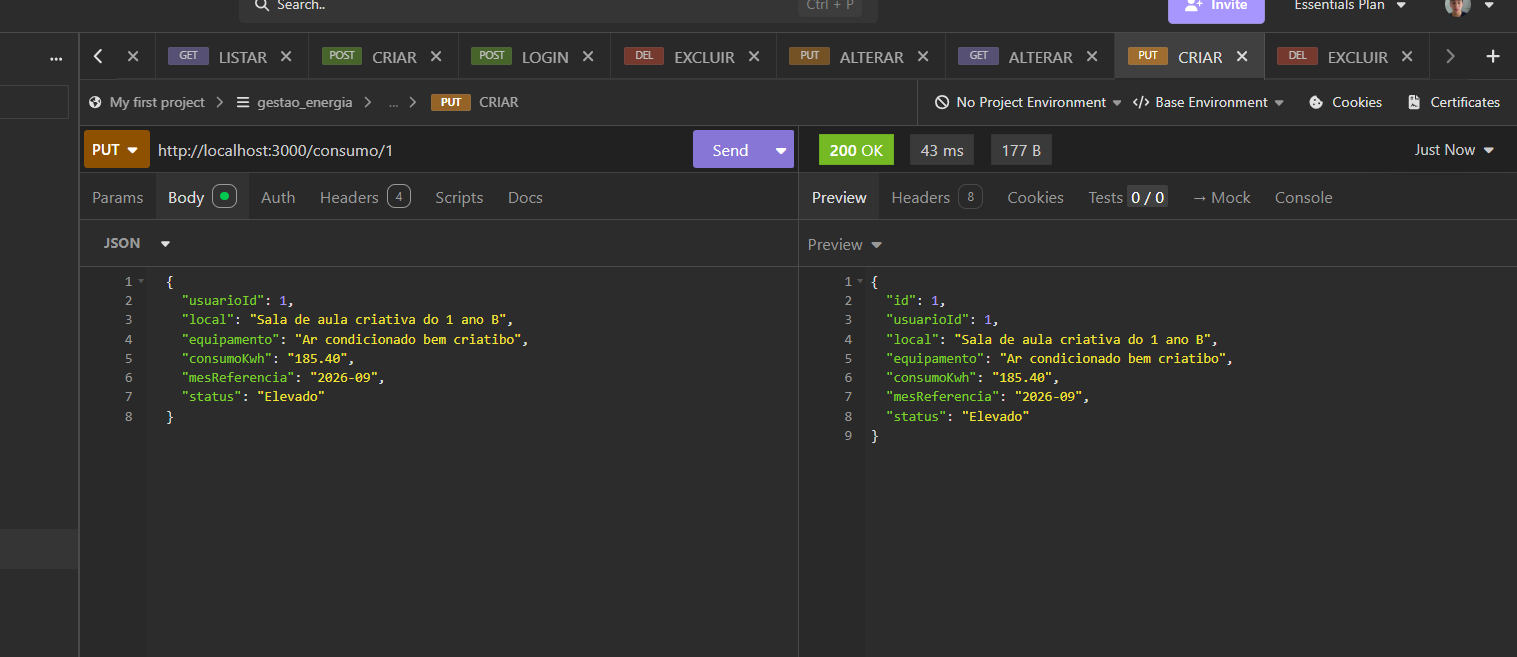 Search.. Ctrl + P Invite Essentials Plan
GET LISTAR POST CRIAR POST LOGIN DEL EXCLUIR PUT ALTERAR GET ALTERAR PUT CRIAR DEL EXCLUIR
My first project gestao_energia ... PUT CRIAR No Project Environment </> Base Environment Cookies Certificates
PUT http://localhost:3000/consumo/1 Send 200 OK 43 ms 177 B Just Now
Params Body Auth Headers 4 Scripts Docs Preview Headers 8 Cookies Tests 0 / 0 → Mock Console
JSON
1 {
2 "usuarioId": 1,
3 "local": "Sala de aula criativa do 1 ano B",
4 "equipamento": "Ar condicionado bem criatibo",
5 "consumoKwh": "185.40",
6 "mesReferencia": "2026-09",
7 "status": "Elevado"
8 }
Preview
1 {
2 "id": 1,
3 "usuarioId": 1,
4 "local": "Sala de aula criativa do 1 ano B",
5 "equipamento": "Ar condicionado bem criatibo",
6 "consumoKwh": "185.40",
7 "mesReferencia": "2026-09",
8 "status": "Elevado"
9 }